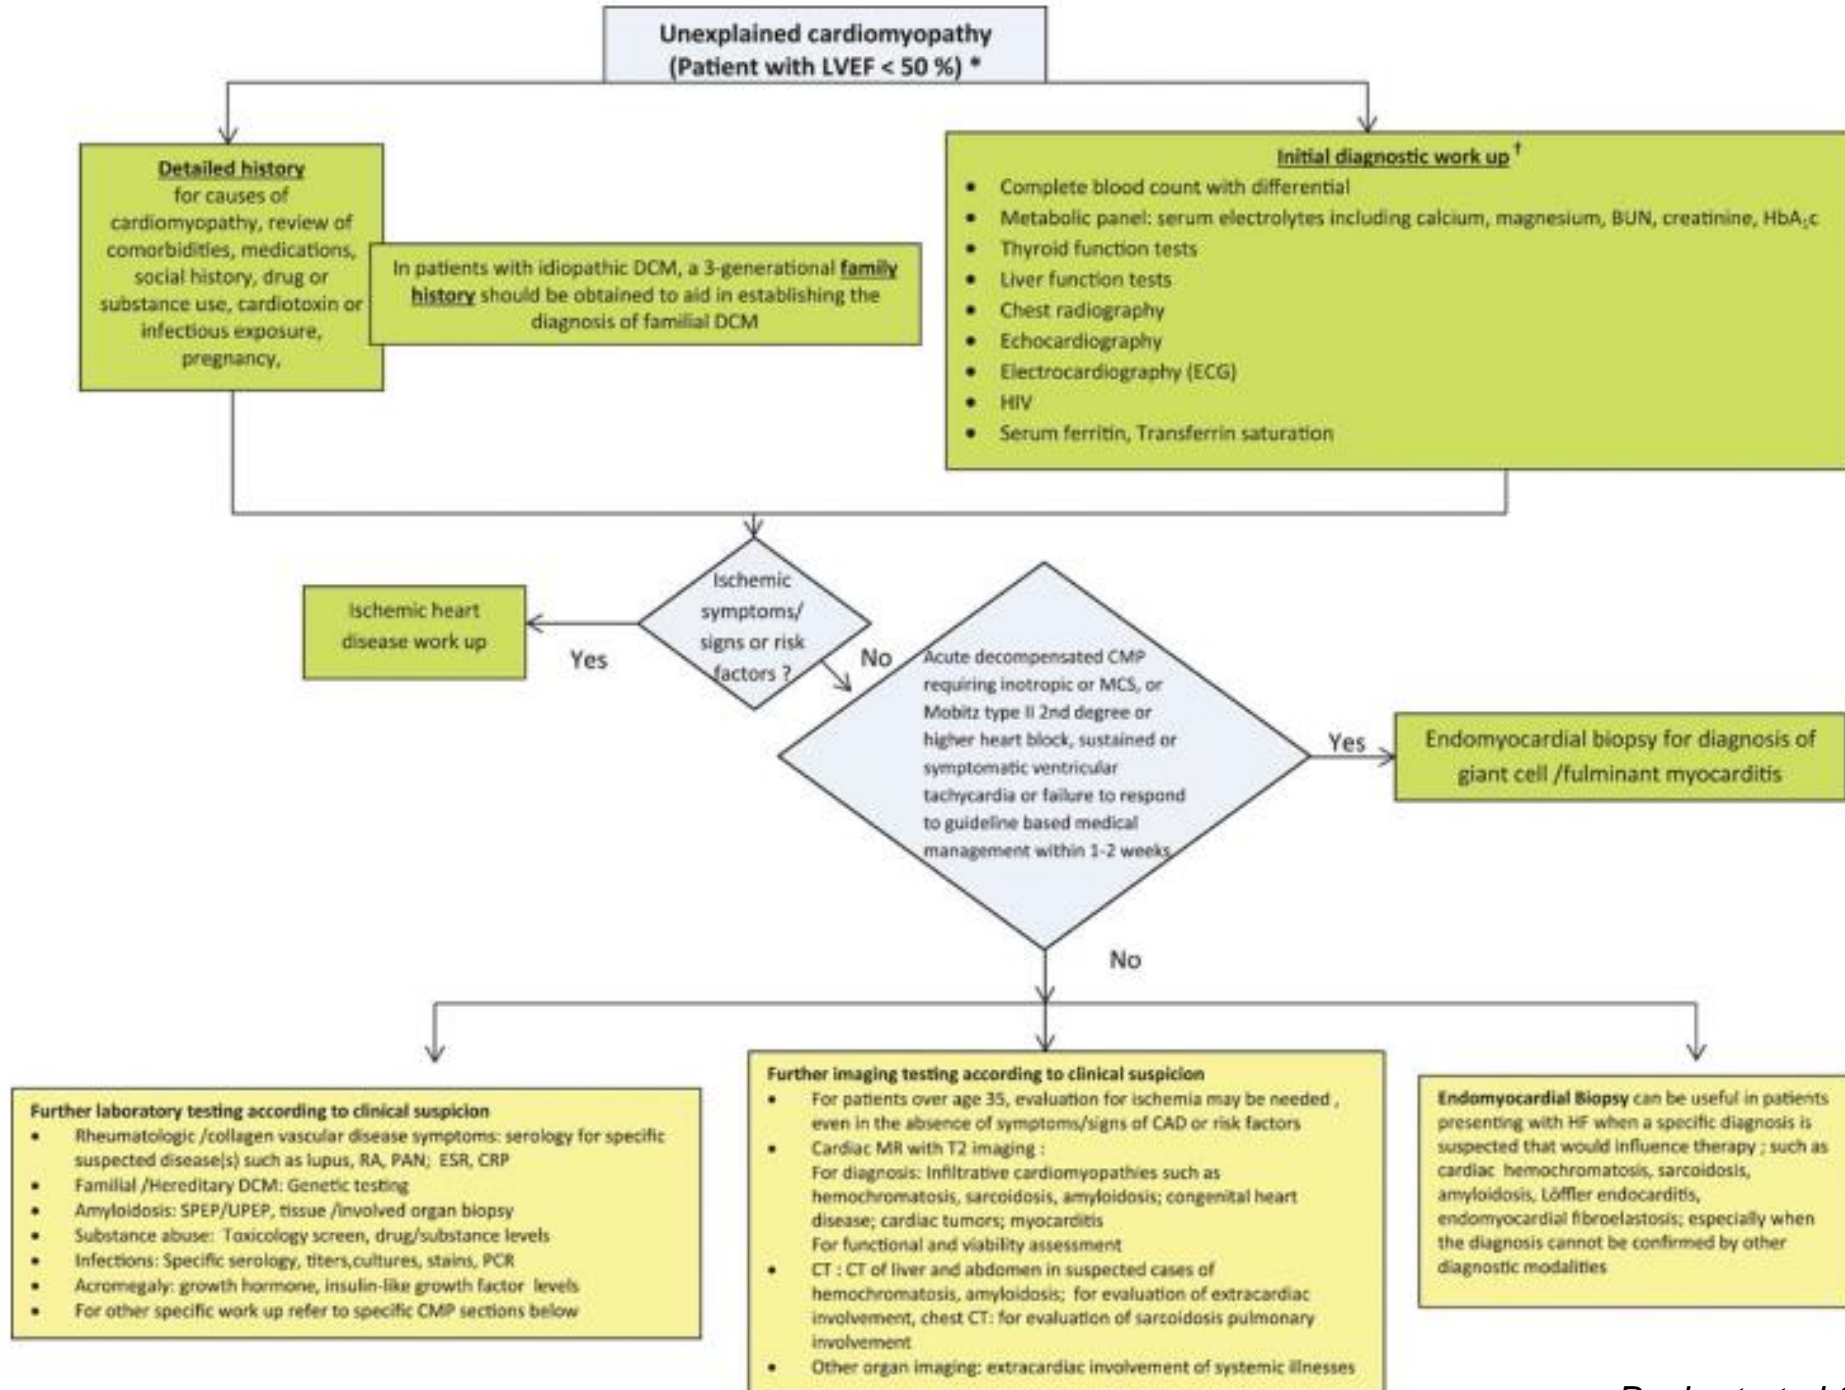 Unexplained cardiomyopathy
(Patient with LVEF < 50 %) *
Detailed history
for causes of
cardiomyopathy, review of
comorbidities, medications,
social history, drug or
substance use, cardiotoxin or
infectious exposure,
pregnancy,
In patients with idiopathic DCM, a 3-generational family
history should be obtained to aid in establishing the
diagnosis of familial DCM
Initial diagnostic work up †
• Complete blood count with differential
• Metabolic panel: serum electrolytes including calcium, magnesium, BUN, creatinine, HbA₁c
• Thyroid function tests
• Liver function tests
• Chest radiography
• Echocardiography
• Electrocardiography (ECG)
• HIV
• Serum ferritin, Transferrin saturation
Ischemic
symptoms/
signs or risk
factors ?
Yes
Ischemic heart
disease work up
No
Acute decompensated CMP
requiring inotropic or MCS, or
Mobitz type II 2nd degree or
higher heart block, sustained or
symptomatic ventricular
tachycardia or failure to respond
to guideline based medical
management within 1-2 weeks
Yes
Endomyocardial biopsy for diagnosis of
giant cell /fulminant myocarditis
No
Further laboratory testing according to clinical suspicion
• Rheumatologic /collagen vascular disease symptoms: serology for specific
suspected disease(s) such as lupus, RA, PAN; ESR, CRP
• Familial /Hereditary DCM: Genetic testing
• Amyloidosis: SPEP/UPEP, tissue /involved organ biopsy
• Substance abuse: Toxicology screen, drug/substance levels
• Infections: Specific serology, titers,cultures, stains, PCR
• Acromegaly: growth hormone, insulin-like growth factor levels
• For other specific work up refer to specific CMP sections below
Further imaging testing according to clinical suspicion
• For patients over age 35, evaluation for ischemia may be needed ,
even in the absence of symptoms/signs of CAD or risk factors
• Cardiac MR with T2 imaging :
For diagnosis: Infiltrative cardiomyopathies such as
hemochromatosis, sarcoidosis, amyloidosis; congenital heart
disease; cardiac tumors; myocarditis
For functional and viability assessment
• CT : CT of liver and abdomen in suspected cases of
hemochromatosis, amyloidosis; for evaluation of extracardiac
involvement, chest CT: for evaluation of sarcoidosis pulmonary
involvement
• Other organ imaging: extracardiac involvement of systemic illnesses
Endomyocardial Biopsy can be useful in patients
presenting with HF when a specific diagnosis is
suspected that would influence therapy ; such as
cardiac hemochromatosis, sarcoidosis,
amyloidosis, Löffler endocarditis,
endomyocardial fibroelastosis; especially when
the diagnosis cannot be confirmed by other
diagnostic modalities